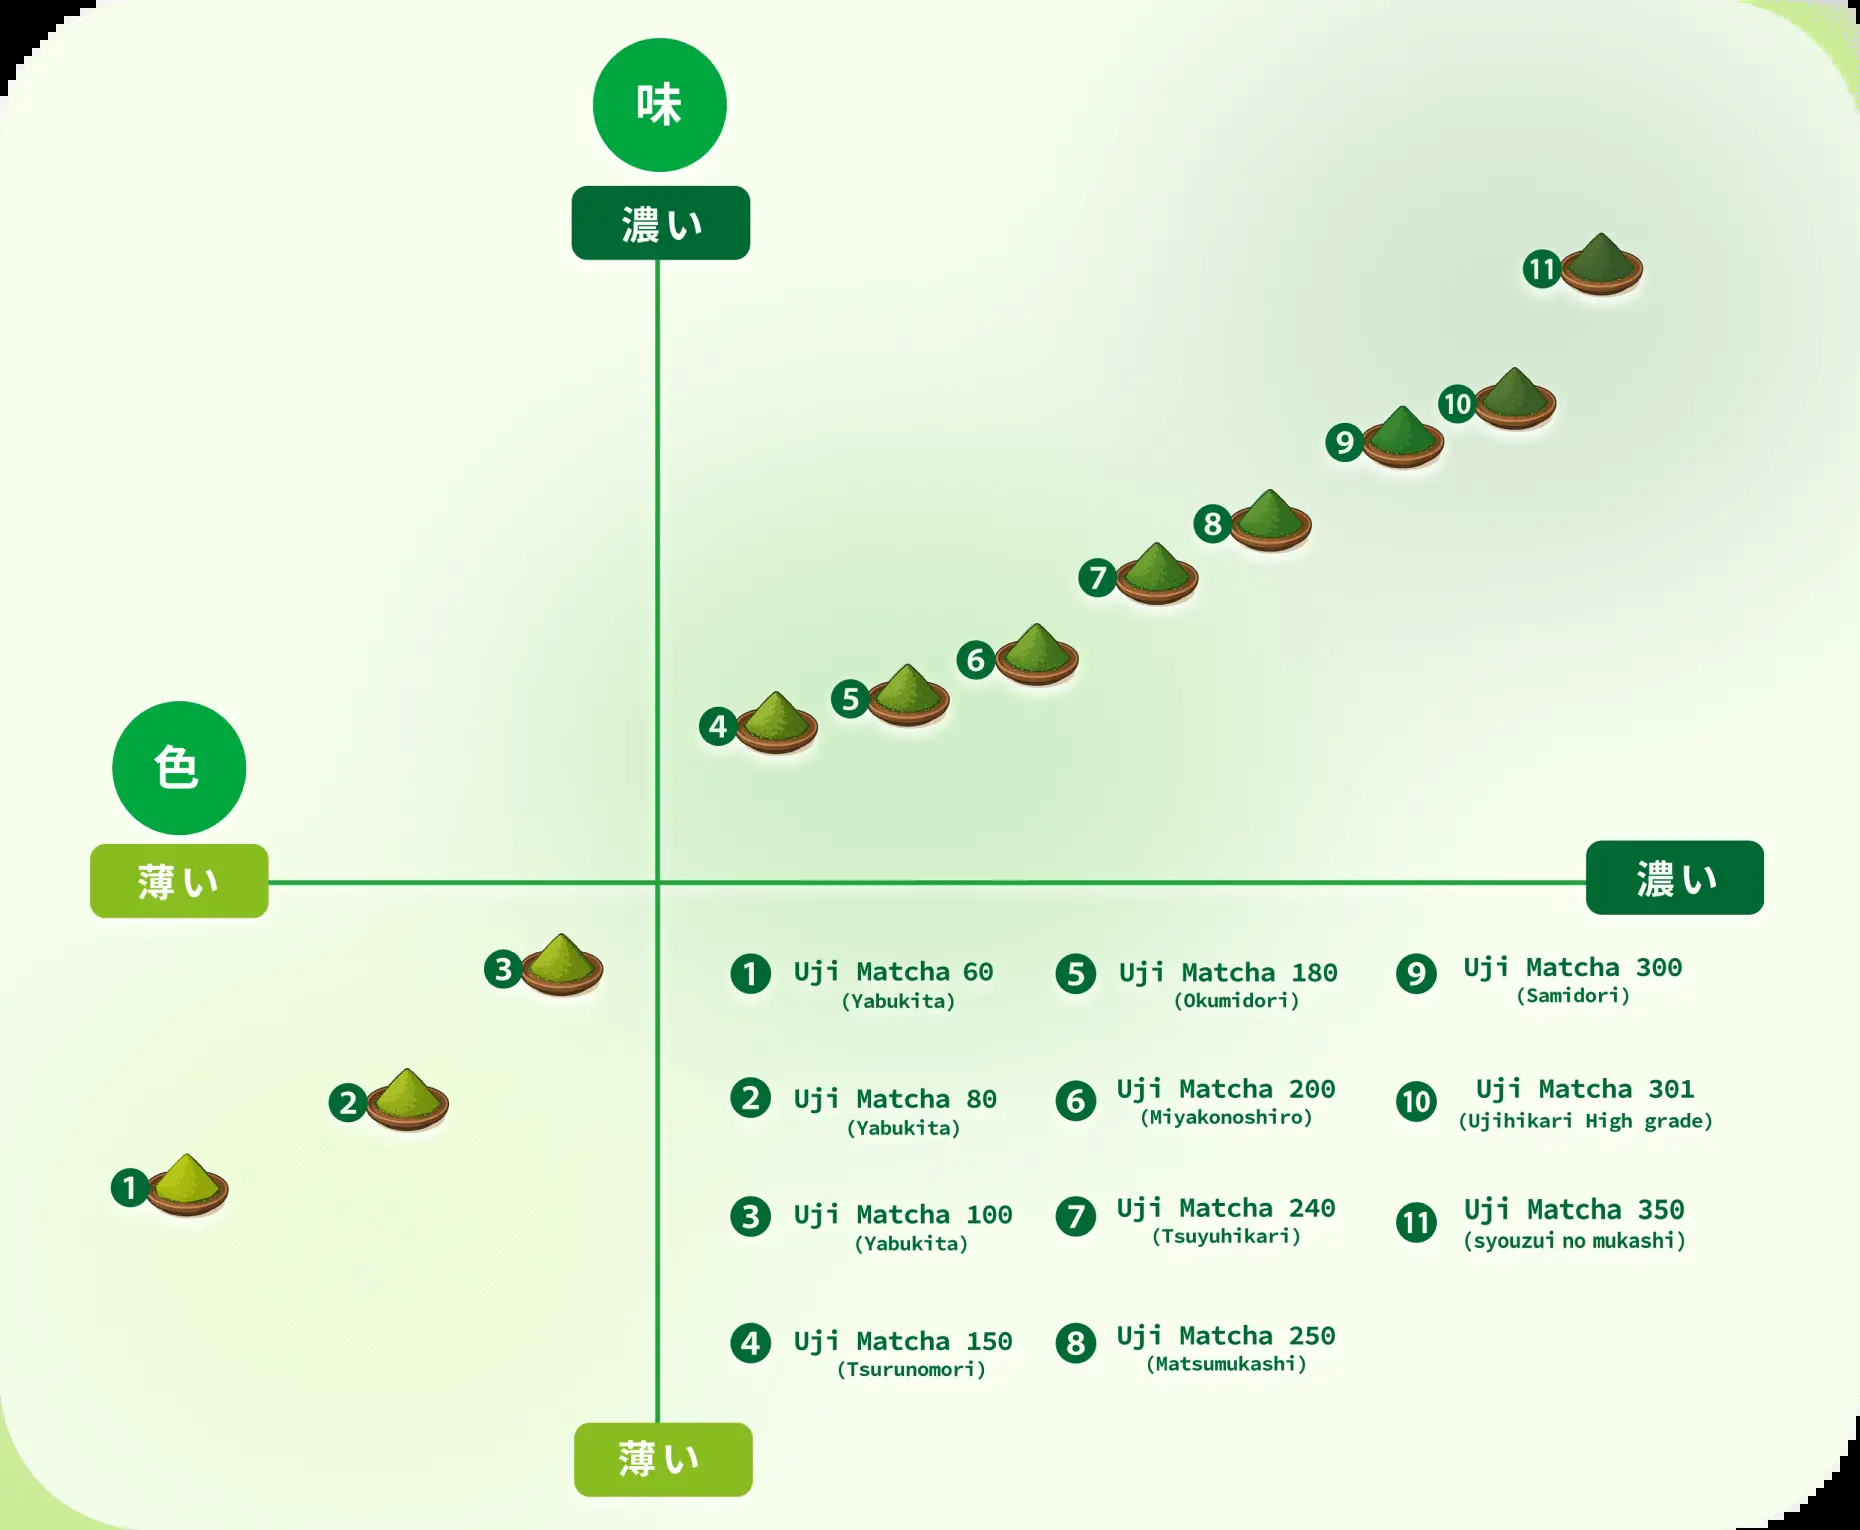 味
濃い
11
10
9
8
7
6
5
4
色
薄い
濃い
3
2
1
1 Uji Matcha 60
(Yabukita)
2 Uji Matcha 80
(Yabukita)
3 Uji Matcha 100
(Yabukita)
4 Uji Matcha 150
(Tsurunomori)
5 Uji Matcha 180
(Okumidori)
6 Uji Matcha 200
(Miyakonoshiro)
7 Uji Matcha 240
(Tsuyuhikari)
8 Uji Matcha 250
(Matsumukashi)
9 Uji Matcha 300
(Samidori)
10 Uji Matcha 301
(Ujihikari High grade)
11 Uji Matcha 350
(syouzui no mukashi)
薄い